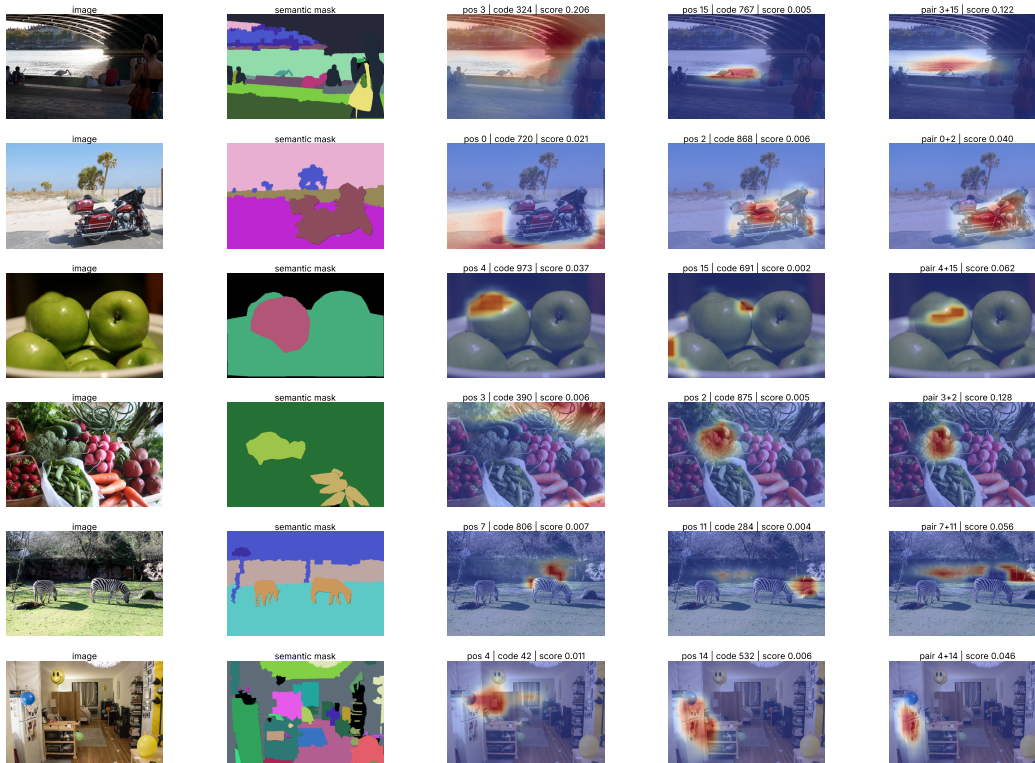 image semantic mask pos 3 | code 324 | score 0.206 pos 15 | code 767 | score 0.005 pair 3+15 | score 0.122
image semantic mask pos 0 | code 720 | score 0.021 pos 2 | code 868 | score 0.006 pair 0+2 | score 0.040
image semantic mask pos 4 | code 973 | score 0.037 pos 15 | code 691 | score 0.002 pair 4+15 | score 0.062
image semantic mask pos 3 | code 390 | score 0.006 pos 2 | code 875 | score 0.005 pair 3+2 | score 0.128
image semantic mask pos 7 | code 806 | score 0.007 pos 11 | code 284 | score 0.004 pair 7+11 | score 0.056
image semantic mask pos 4 | code 42 | score 0.011 pos 14 | code 532 | score 0.006 pair 4+14 | score 0.046